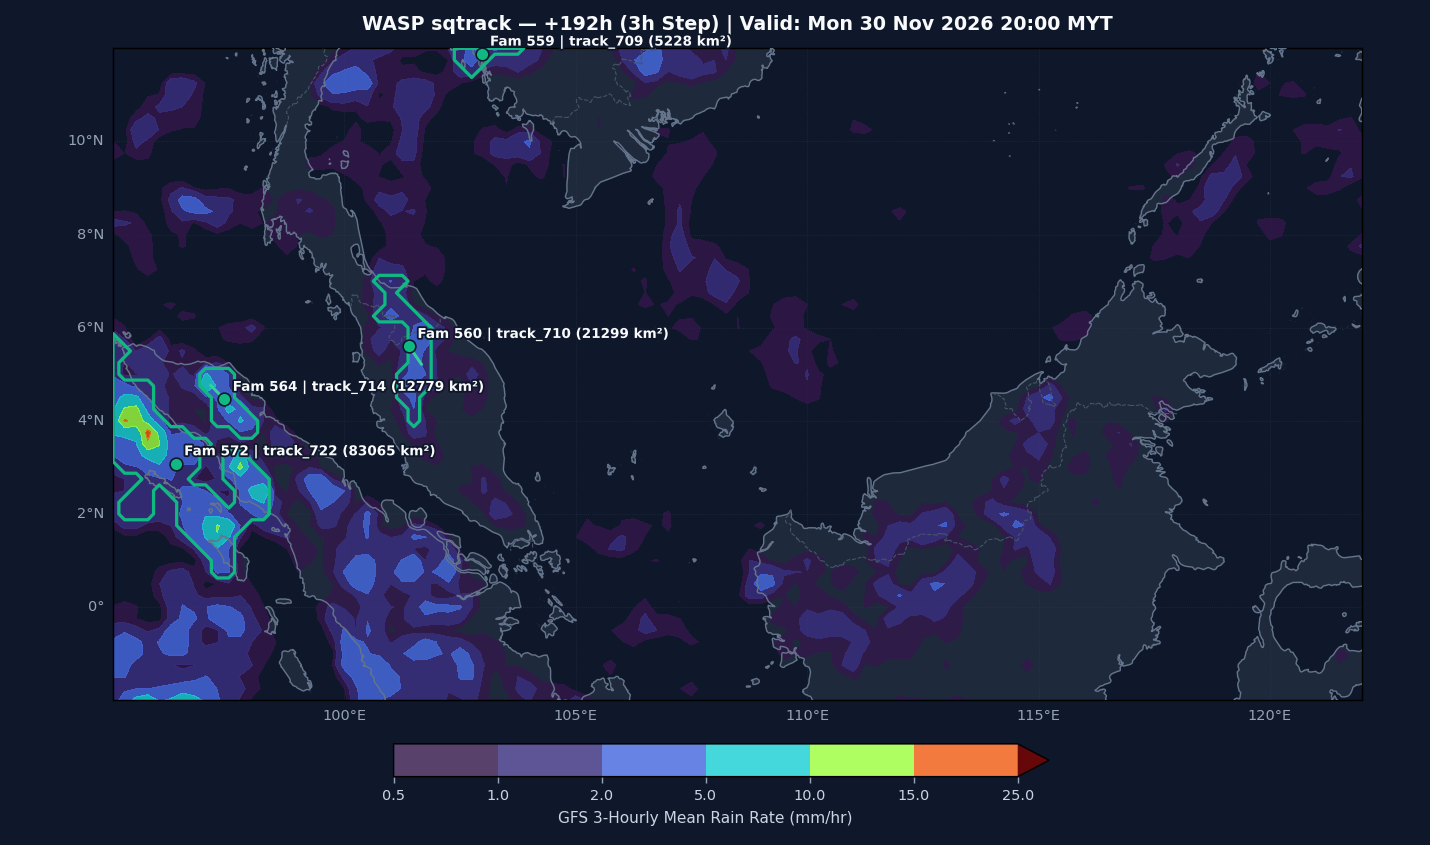 WASP sqtrack — +192h (3h Step) | Valid: Mon 30 Nov 2026 20:00 MYT
Fam 559 | track_709 (5228 km²)
10°N
8°N
6°N
Fam 560 | track_710 (21299 km²)
Fam 564 | track_714 (12779 km²)
4°N
Fam 572 | track_722 (83065 km²)
2°N
0°
100°E 105°E 110°E 115°E 120°E
0.5 1.0 2.0 5.0 10.0 15.0 25.0
GFS 3-Hourly Mean Rain Rate (mm/hr)